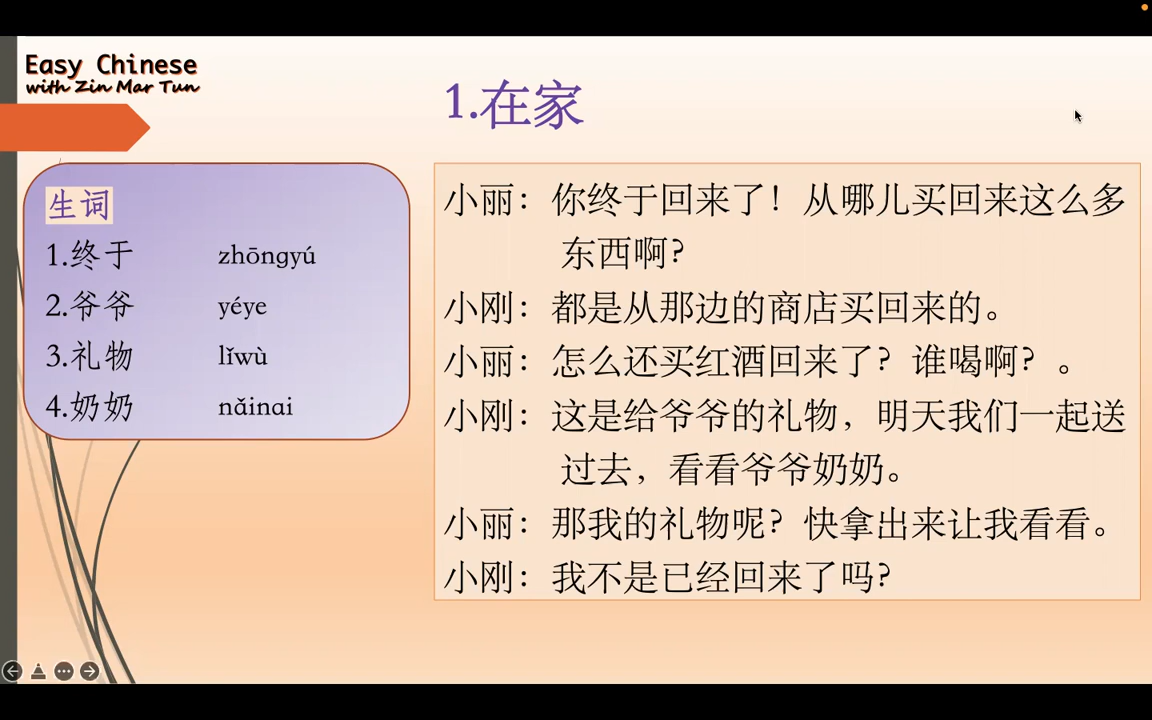 Easy Chinese
with Zin Mar Tun
1.在家
生词
1.终于 zhōngyú
2.爷爷 yéye
3.礼物 lǐwù
4.奶奶 nǎinai
小丽：你终于回来了！从哪儿买回来这么多
东西啊?
小刚：都是从那边的商店买回来的。
小丽：怎么还买红酒回来了？谁喝啊？。
小刚：这是给爷爷的礼物，明天我们一起送
过去，看看爷爷奶奶。
小丽：那我的礼物呢？快拿出来让我看看。
小刚：我不是已经回来了吗?